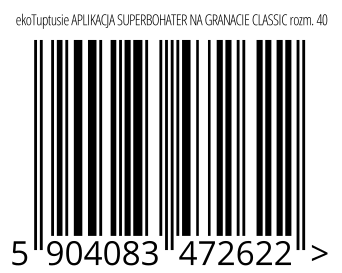 ekoTuptusie APLIKACJA SUPERBOHATER NA GRANACIE CLASSIC rozm. 40
5 904083 472622 >